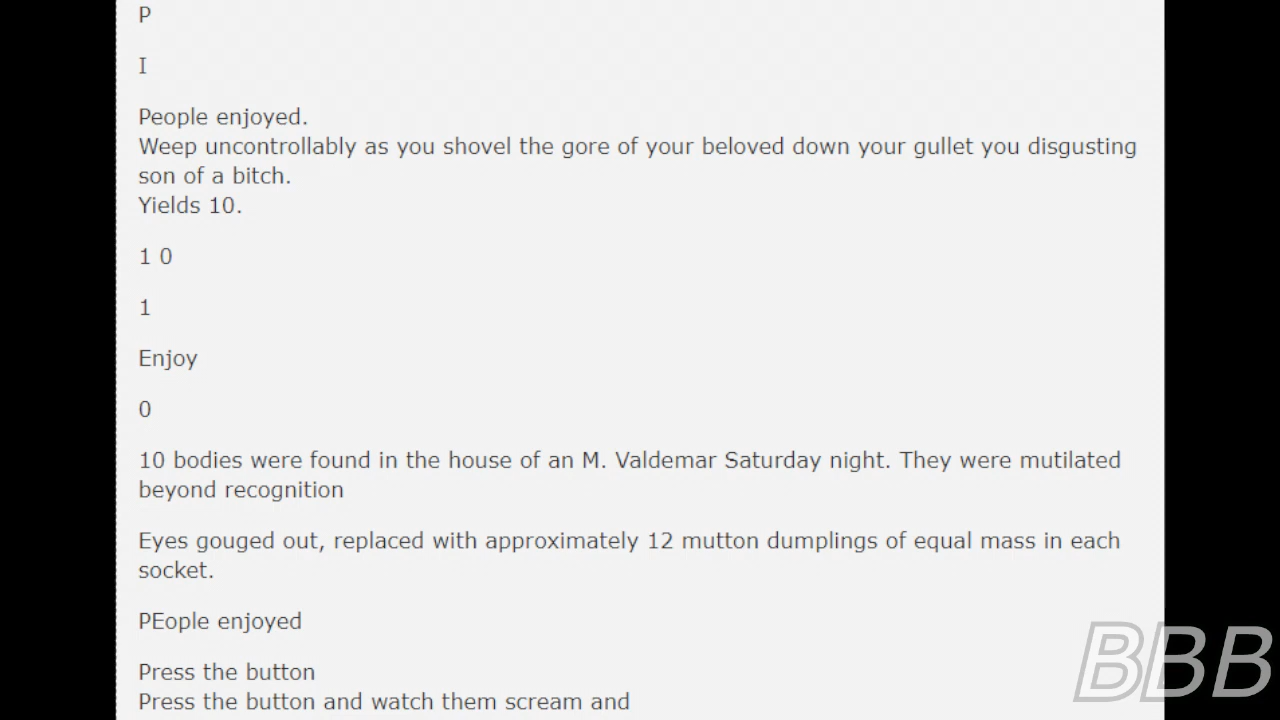 P
I
People enjoyed.
Weep uncontrollably as you shovel the gore of your beloved down your gullet you disgusting
son of a bitch.
Yields 10.
1 0
1
Enjoy
0
10 bodies were found in the house of an M. Valdemar Saturday night. They were mutilated
beyond recognition
Eyes gouged out, replaced with approximately 12 mutton dumplings of equal mass in each
socket.
PEople enjoyed
Press the button
Press the button and watch them scream and
BBB